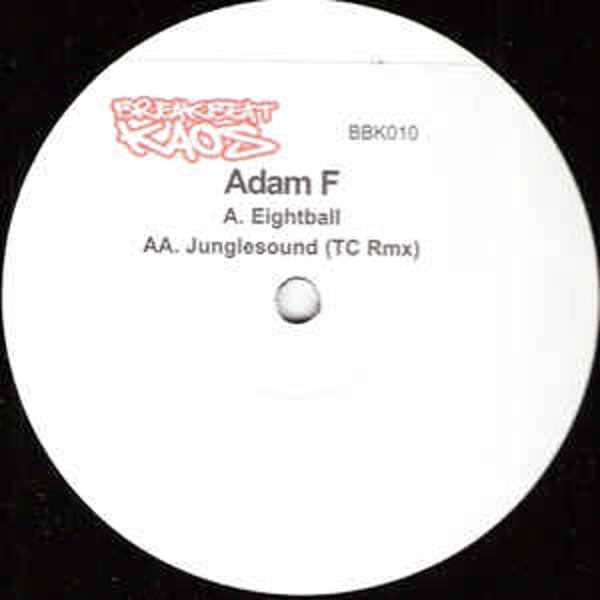 BREAKBEAT
KAOS
BBK010
Adam F
A. Eightball
AA. Junglesound (TC Rmx)